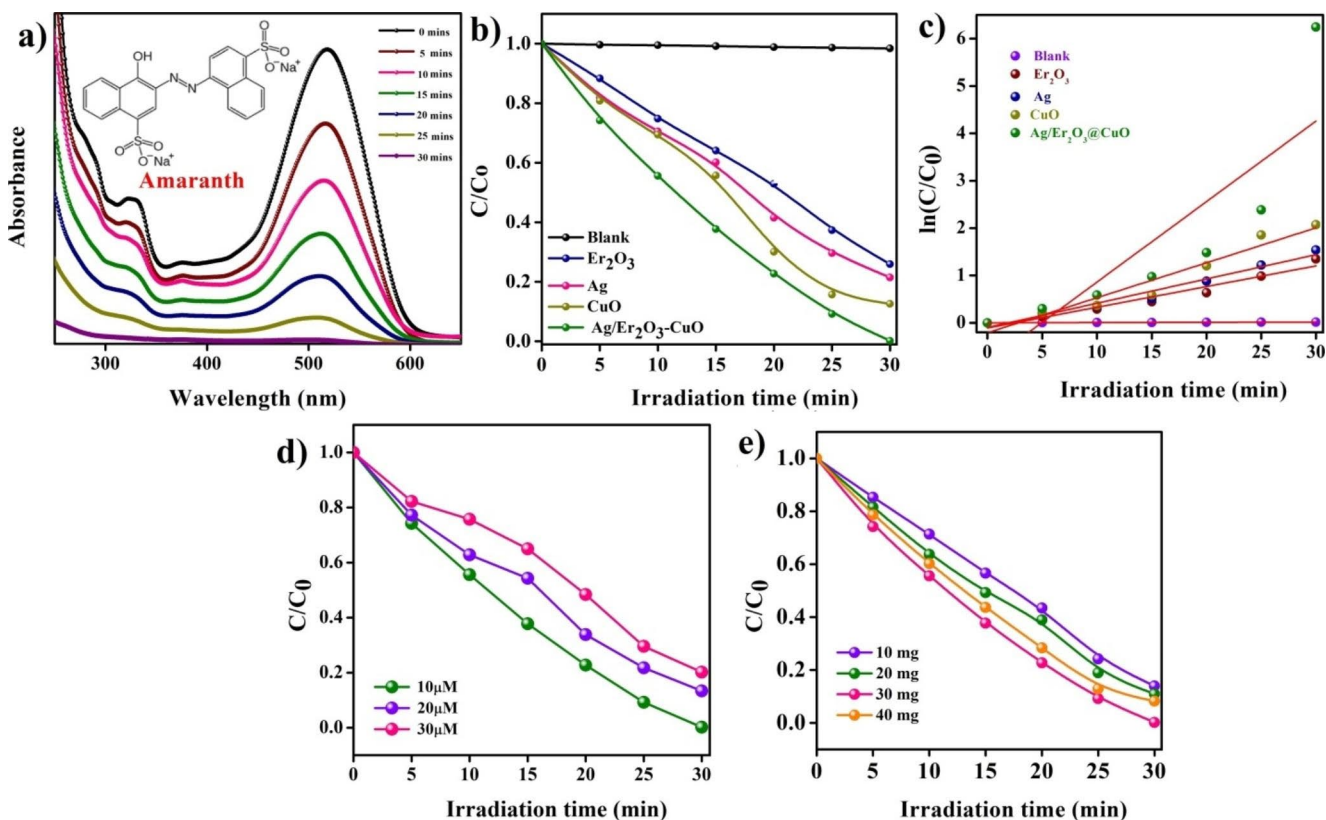 a)
OH
N
N
S
O
O
O−Na⁺
S
O
O
O−Na⁺
Amaranth
0 mins
5 mins
10 mins
15 mins
20 mins
25 mins
30 mins
Absorbance
300 400 500 600
Wavelength (nm)
b)
C/Co
1.0
0.8
0.6
0.4
0.2
0.0
Blank
Er₂O₃
Ag
CuO
Ag/Er₂O₃-CuO
0 5 10 15 20 25 30
Irradiation time (min)
c)
ln(C/C₀)
6
5
4
3
2
1
0
Blank
Er₂O₃
Ag
CuO
Ag/Er₂O₃@CuO
0 5 10 15 20 25 30
Irradiation time (min)
d)
C/C₀
1.0
0.8
0.6
0.4
0.2
0.0
10μM
20μM
30μM
0 5 10 15 20 25 30
Irradiation time (min)
e)
C/C₀
1.0
0.8
0.6
0.4
0.2
0.0
10 mg
20 mg
30 mg
40 mg
0 5 10 15 20 25 30
Irradiation time (min)